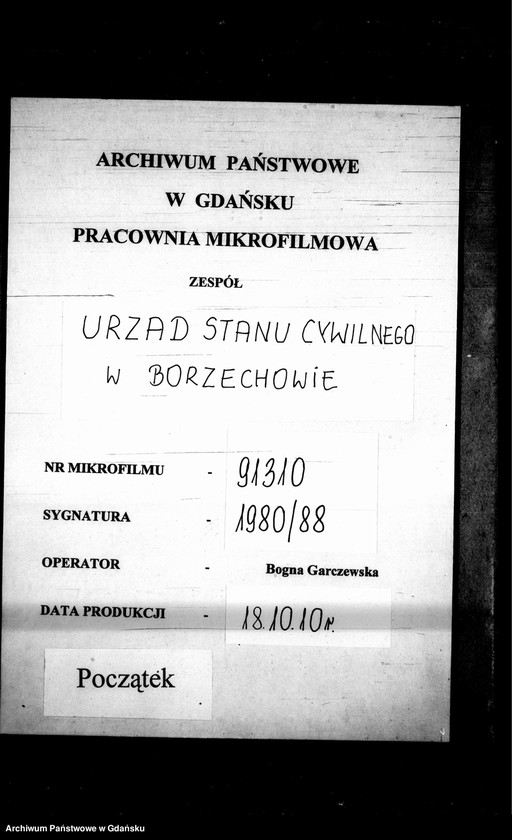 ARCHIWUM PAŃSTWOWE
W GDAŃSKU
PRACOWNIA MIKROFILMOWA
ZESPÓŁ
URZAD STANU CYWILNEGO
W BORZECHOWIE
NR MIKROFILMU - 91310
SYGNATURA - 1980/88
OPERATOR - Bogna Garczewska
DATA PRODUKCJI - 18.10.10r.
Początek
Archiwum Państwowe w Gdańsku